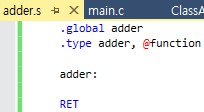 adder.s main.c ClassA
.global adder
.type adder, @function
adder:
RET